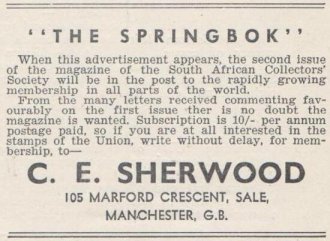 "THE SPRINGBOK"
When this advertisement appears, the second issue
of the magazine of the South African Collectors'
Society will be in the post to the rapidly growing
membership in all parts of the world.
From the many letters received commenting fav-
ourably on the first issue ther is no doubt the
magazine is wanted. Subscription is 10/- per annum
postage paid, so if you are at all interested in the
stamps of the Union, write without delay, for mem-
bership, to—
C. E. SHERWOOD
105 MARFORD CRESCENT, SALE,
MANCHESTER, G.B.